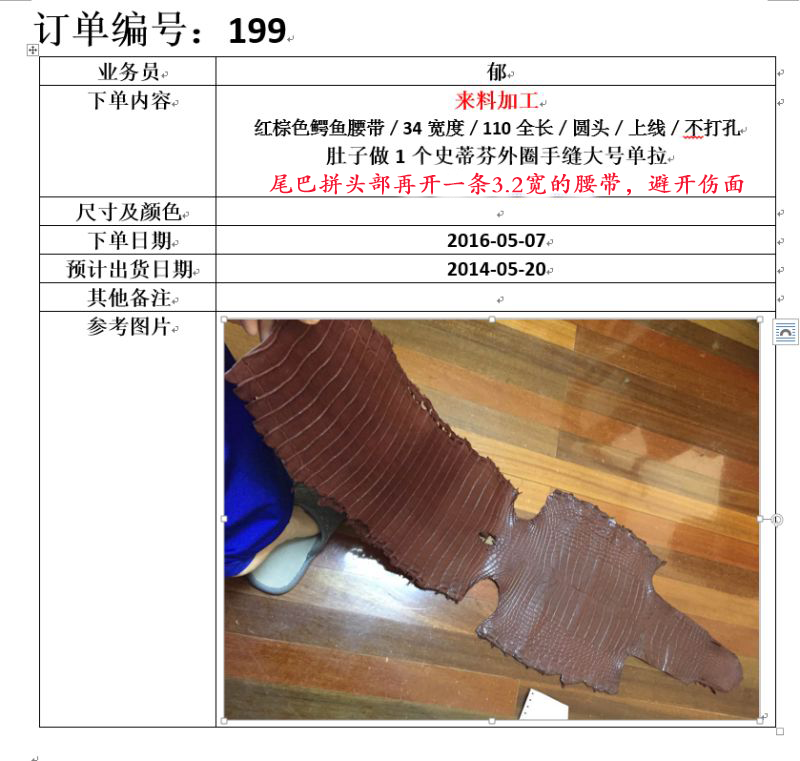 订单编号：199
业务员 郁
下单内容 来料加工
红棕色鳄鱼腰带 / 34 宽度 / 110 全长 / 圆头 / 上线 / 不打孔
肚子做 1 个史蒂芬外圈手缝大号单拉
尾巴拼头部再开一条3.2宽的腰带，避开伤面
尺寸及颜色
下单日期 2016-05-07
预计出货日期 2014-05-20
其他备注
参考图片